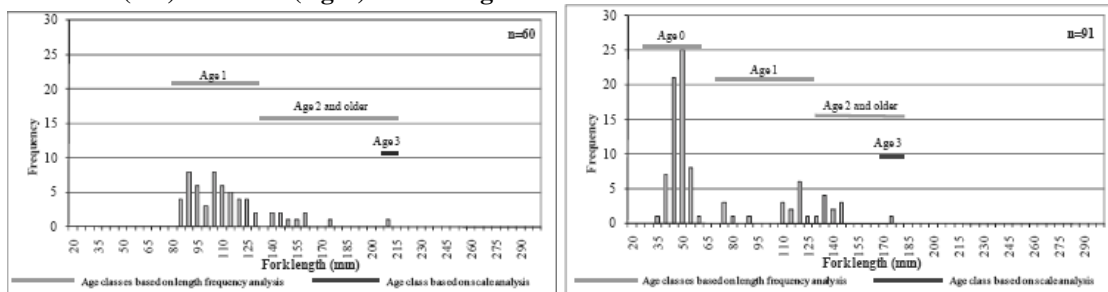 30
n=60
25
Age 1
20
Age 2 and older
15
Age 3
10
5
0
Frequency
20 35 50 65 80 95 110 125 140 155 170 185 200 215 230 245 260 275 290
Fork length (mm)
Age classes based on length frequency analysis
Age class based on scale analysis
30
n=91
Age 0
25
Age 1
20
Age 2 and older
15
Age 3
10
5
0
Frequency
20 35 50 65 80 95 110 125 140 155 170 185 200 215 230 245 260 275 290
Fork length (mm)
Age classes based on length frequency analysis
Age class based on scale analysis